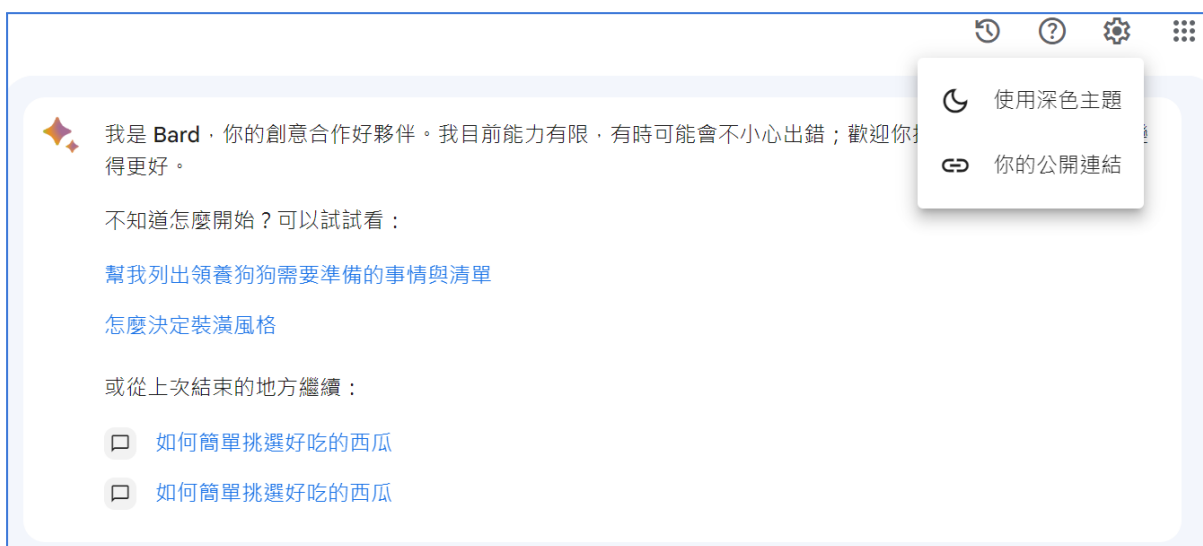 使用深色主題
你的公開連結
我是 Bard，你的創意合作好夥伴。我目前能力有限，有時可能會不小心出錯；歡迎你
得更好。
不知道怎麼開始？可以試試看：
幫我列出領養狗狗需要準備的事情與清單
怎麼決定裝潢風格
或從上次結束的地方繼續：
如何簡單挑選好吃的西瓜
如何簡單挑選好吃的西瓜